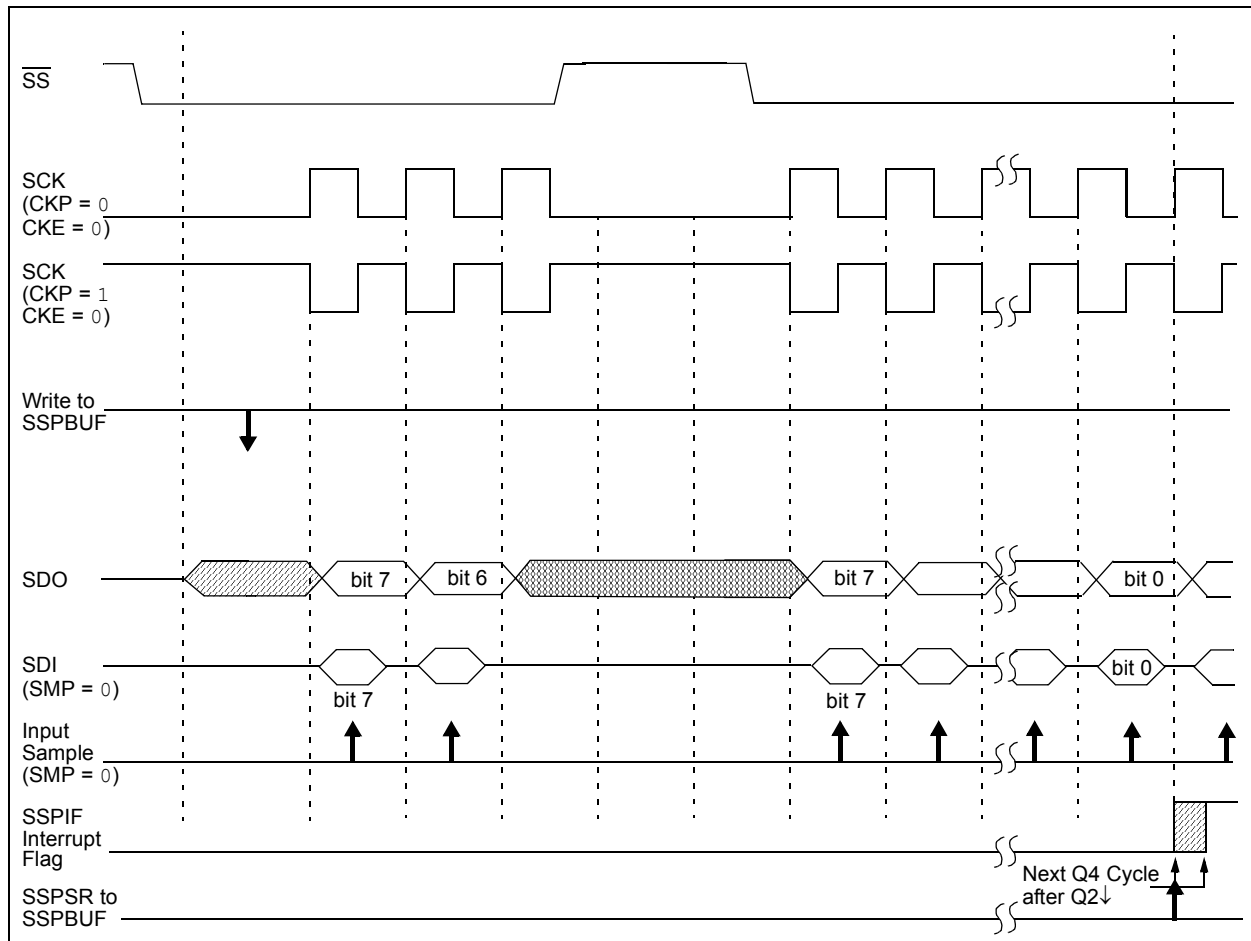 SS
SCK
(CKP = 0
CKE = 0)
SCK
(CKP = 1
CKE = 0)
Write to
SSPBUF
SDO
bit 7
bit 6
bit 7
bit 0
SDI
(SMP = 0)
bit 7
bit 7
bit 0
Input
Sample
(SMP = 0)
SSPIF
Interrupt
Flag
Next Q4 Cycle
after Q2↓
SSPSR to
SSPBUF